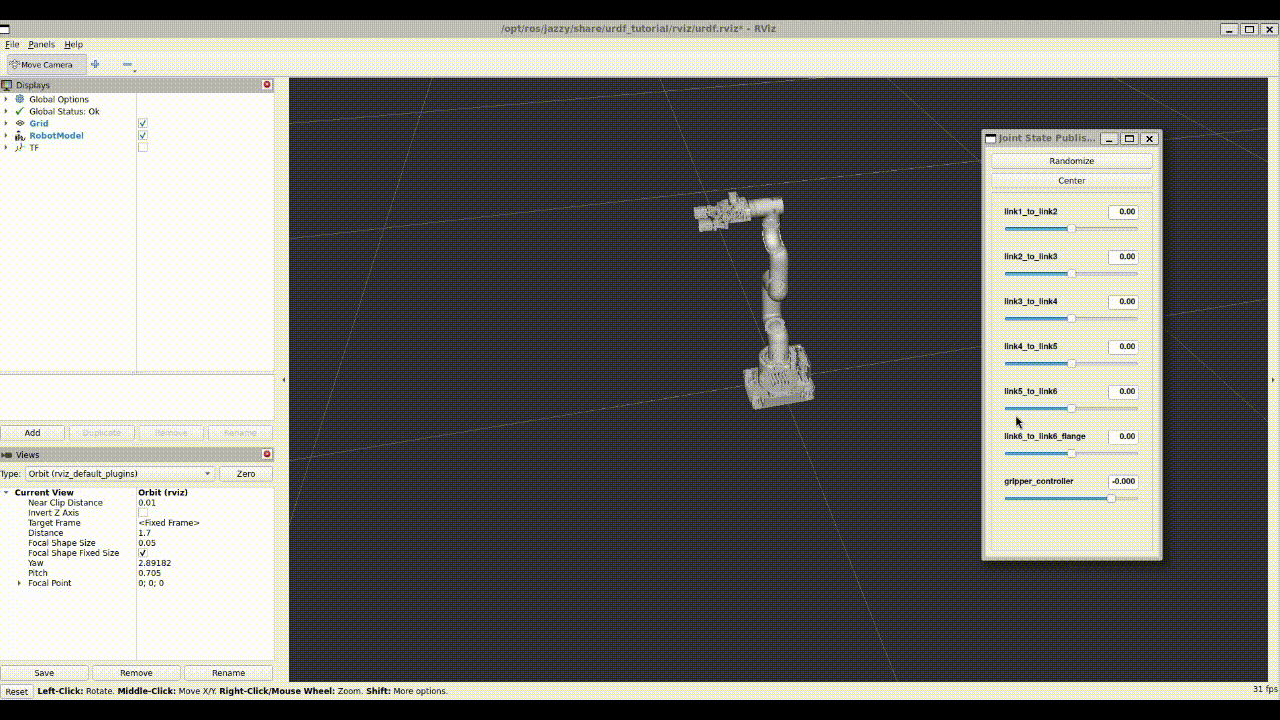 /opt/ros/jazzy/share/urdf_tutorial/rviz/urdf.rviz* - RViz
File Panels Help
Move Camera
Displays
Global Options
Global Status: Ok
Grid
RobotModel
TF
Add Duplicate Remove Rename
Views
Type: Orbit (rviz_default_plugins) Zero
Current View Orbit (rviz)
Near Clip Distance 0.01
Invert Z Axis
Target Frame <Fixed Frame>
Distance 1.7
Focal Shape Size 0.05
Focal Shape Fixed Size
Yaw 2.89182
Pitch 0.705
Focal Point 0; 0; 0
Save Remove Rename
Reset Left-Click: Rotate. Middle-Click: Move X/Y. Right-Click/Mouse Wheel: Zoom. Shift: More options.
31 fps
Joint State Publis...
Randomize
Center
link1_to_link2 0.00
link2_to_link3 0.00
link3_to_link4 0.00
link4_to_link5 0.00
link5_to_link6 0.00
link6_to_link6_flange 0.00
gripper_controller -0.000